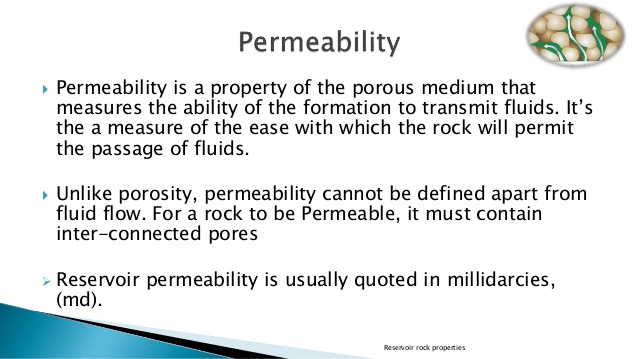 Permeability
Permeability is a property of the porous medium that
measures the ability of the formation to transmit fluids. It's
the a measure of the ease with which the rock will permit
the passage of fluids.
Unlike porosity, permeability cannot be defined apart from
fluid flow. For a rock to be Permeable, it must contain
inter-connected pores
Reservoir permeability is usually quoted in millidarcies,
(md).
Reservoir rock properties